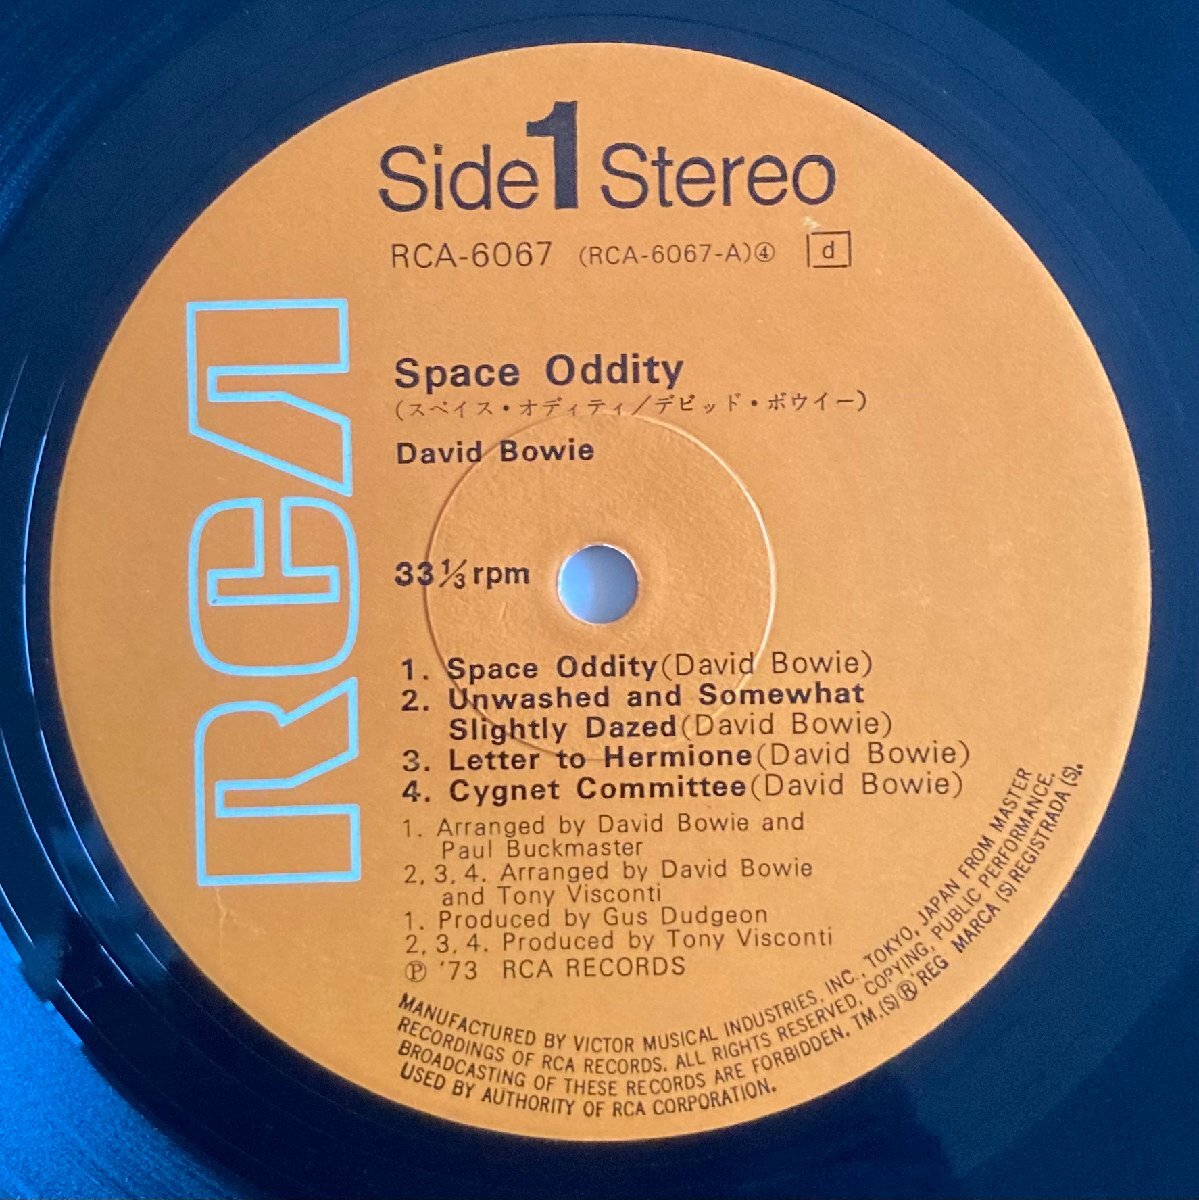 Side 1 Stereo
RCA-6067 (RCA-6067-A)④ d
RCA
Space Oddity
(スペイス・オディティ/デビッド・ボウイー)
David Bowie
33⅓ rpm
1. Space Oddity(David Bowie)
2. Unwashed and Somewhat
Slightly Dazed(David Bowie)
3. Letter to Hermione(David Bowie)
4. Cygnet Committee(David Bowie)
1. Arranged by David Bowie and
Paul Buckmaster
2, 3, 4. Arranged by David Bowie
and Tony Visconti
1. Produced by Gus Dudgeon
2, 3, 4. Produced by Tony Visconti
Ⓟ '73 RCA RECORDS
MANUFACTURED BY VICTOR MUSICAL INDUSTRIES, INC., TOKYO, JAPAN FROM MASTER
RECORDINGS OF RCA RECORDS. ALL RIGHTS RESERVED, COPYING, PUBLIC PERFORMANCE,
BROADCASTING OF THESE RECORDS ARE FORBIDDEN. TM.(S)® REG MARCA (S) REGISTRADA (S).
USED BY AUTHORITY OF RCA CORPORATION.